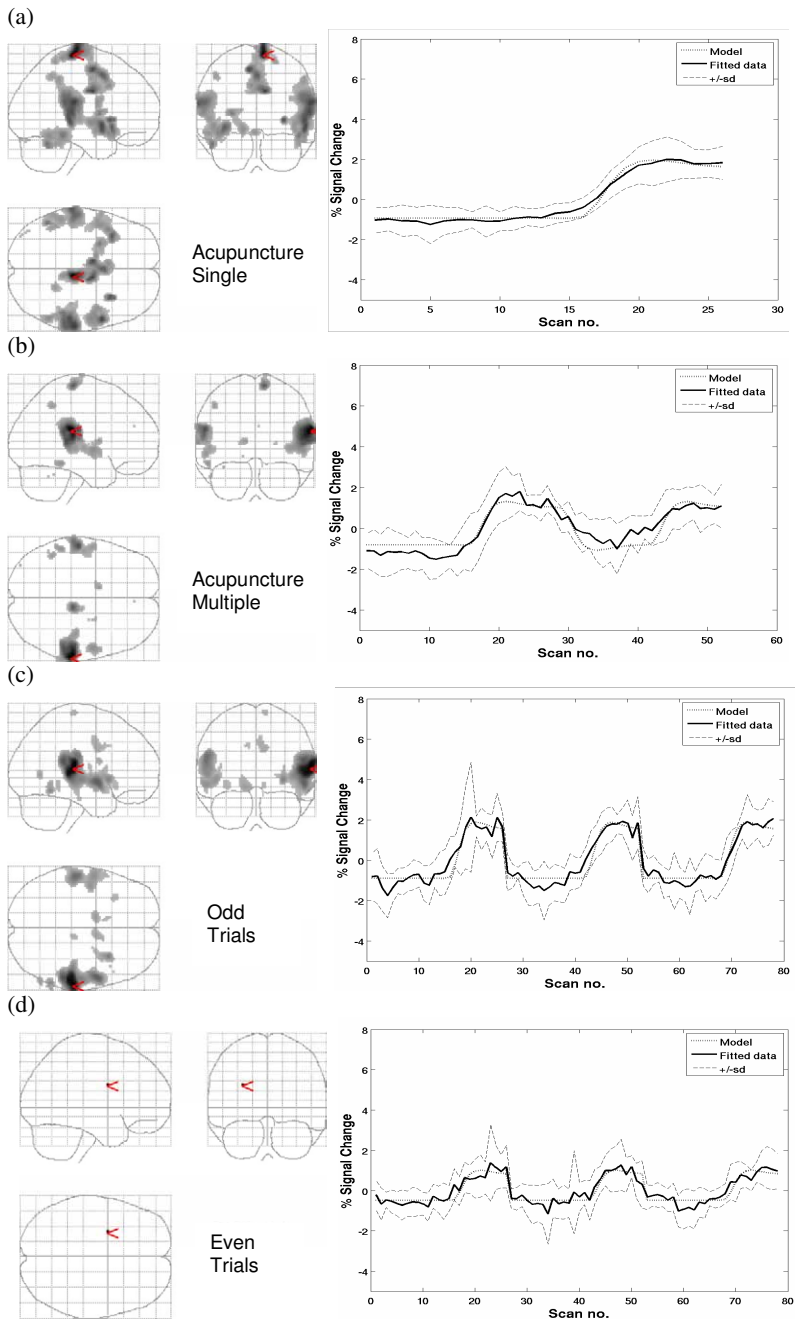 (a)
Acupuncture
Single
% Signal Change
8
6
4
2
0
-2
-4
Model
Fitted data
+/-sd
0 5 10 15 20 25 30
Scan no.
(b)
Acupuncture
Multiple
% Signal Change
8
6
4
2
0
-2
-4
Model
Fitted data
+/-sd
0 10 20 30 40 50 60
Scan no.
(c)
Odd
Trials
% Signal Change
8
6
4
2
0
-2
-4
Model
Fitted data
+/-sd
0 10 20 30 40 50 60 70 80
Scan no.
(d)
Even
Trials
% Signal Change
8
6
4
2
0
-2
-4
Model
Fitted data
+/-sd
0 10 20 30 40 50 60 70 80
Scan no.